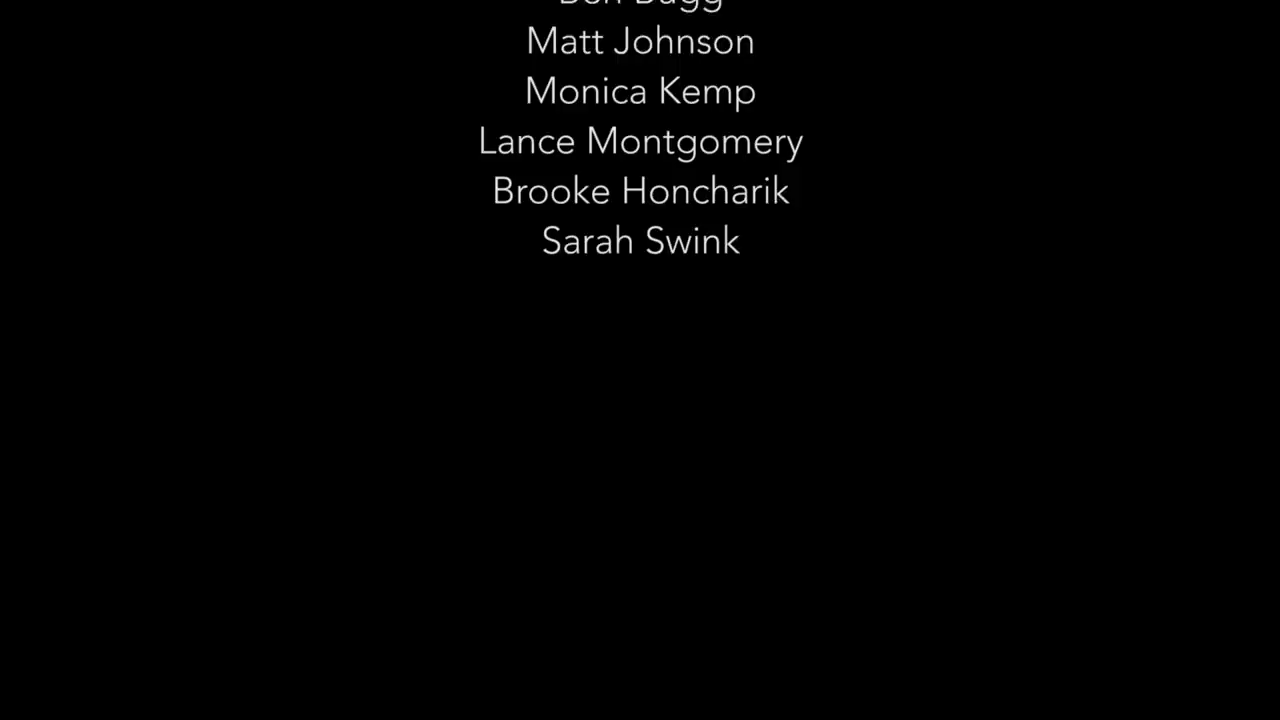 Matt Johnson
Monica Kemp
Lance Montgomery
Brooke Honcharik
Sarah Swink